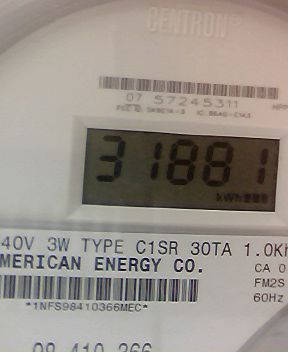 CENTRON®
07 57245311
31881
kWh
40V 3W TYPE C1SR 30TA 1.0K
MERICAN ENERGY CO.
CA 0
FM2S
60Hz
*1NFS98410366MEC*
98 410 366